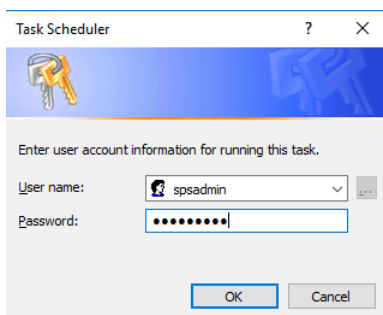 Task Scheduler ? ×
Enter user account information for running this task.
User name: spsadmin ...
Password: •••••••••
OK Cancel